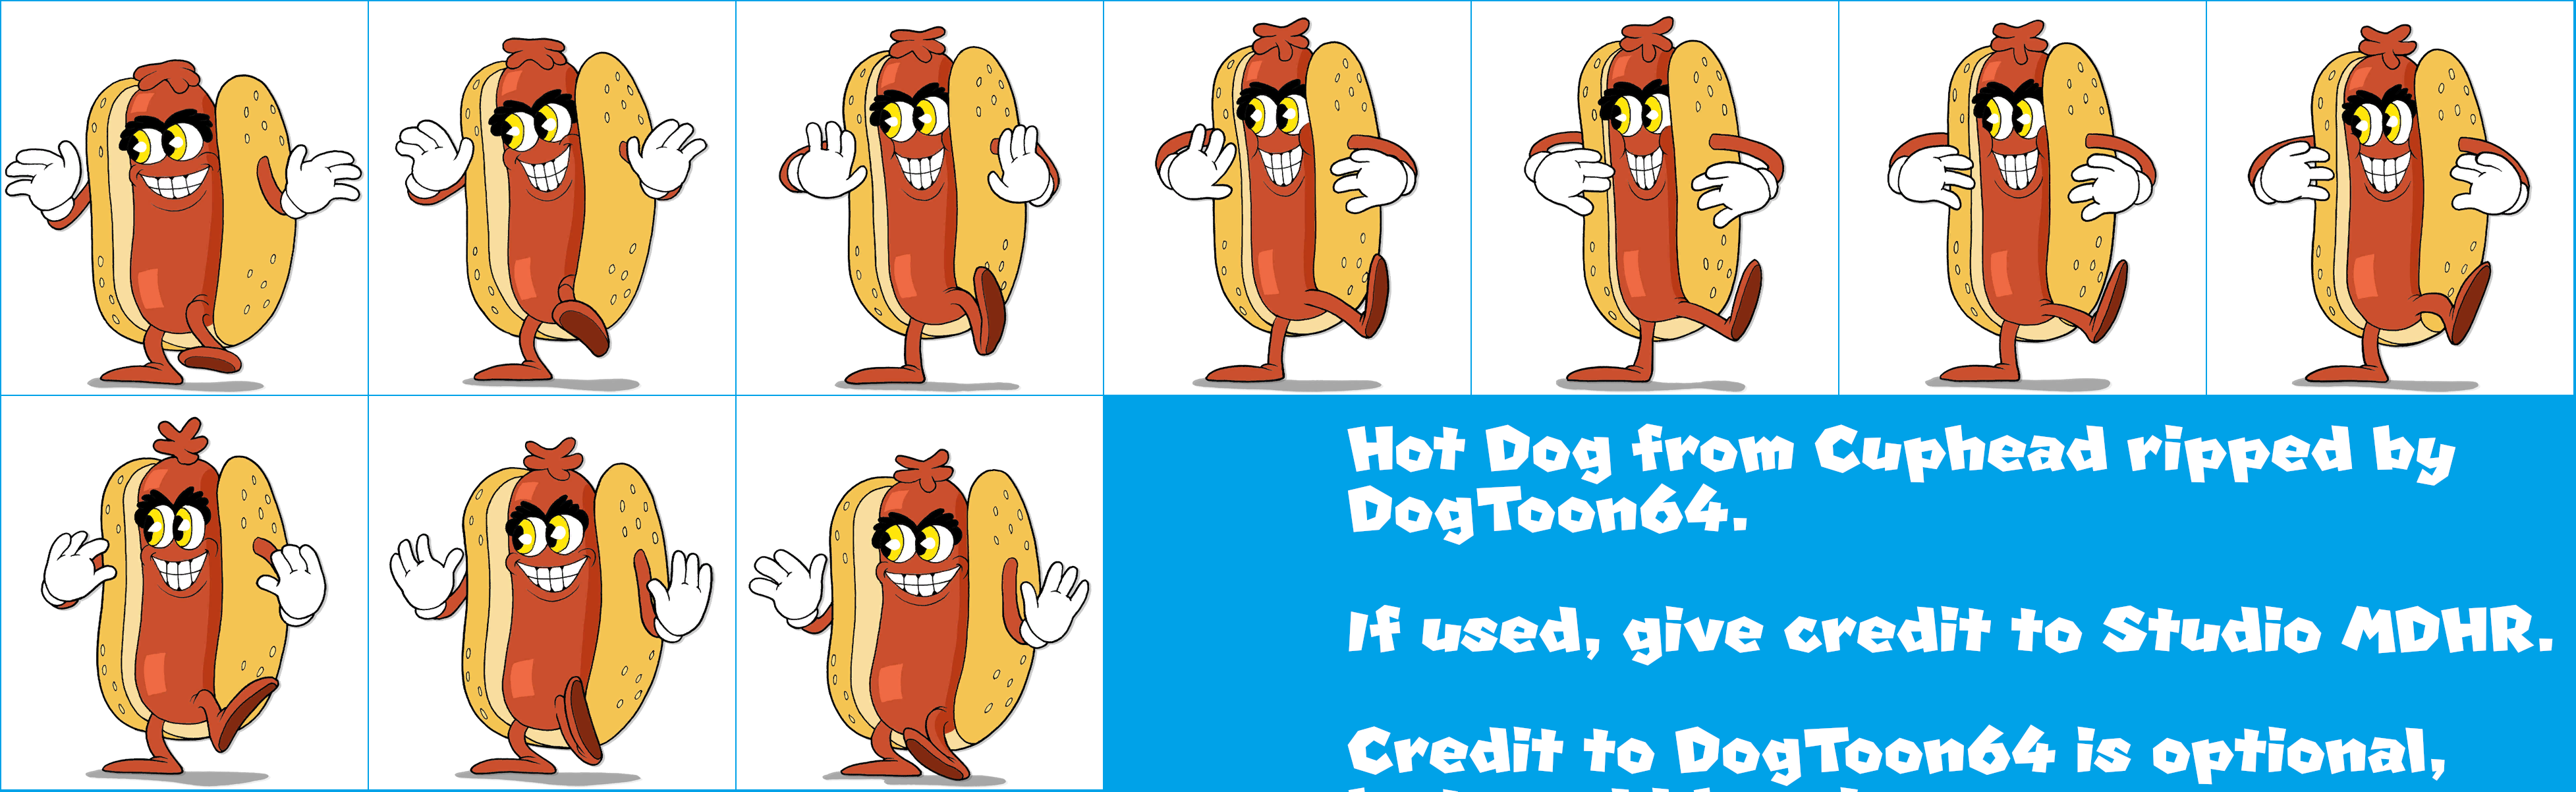 Hot Dog from Cuphead ripped by
DogToon64.
If used, give credit to Studio MDHR.
Credit to DogToon64 is optional,